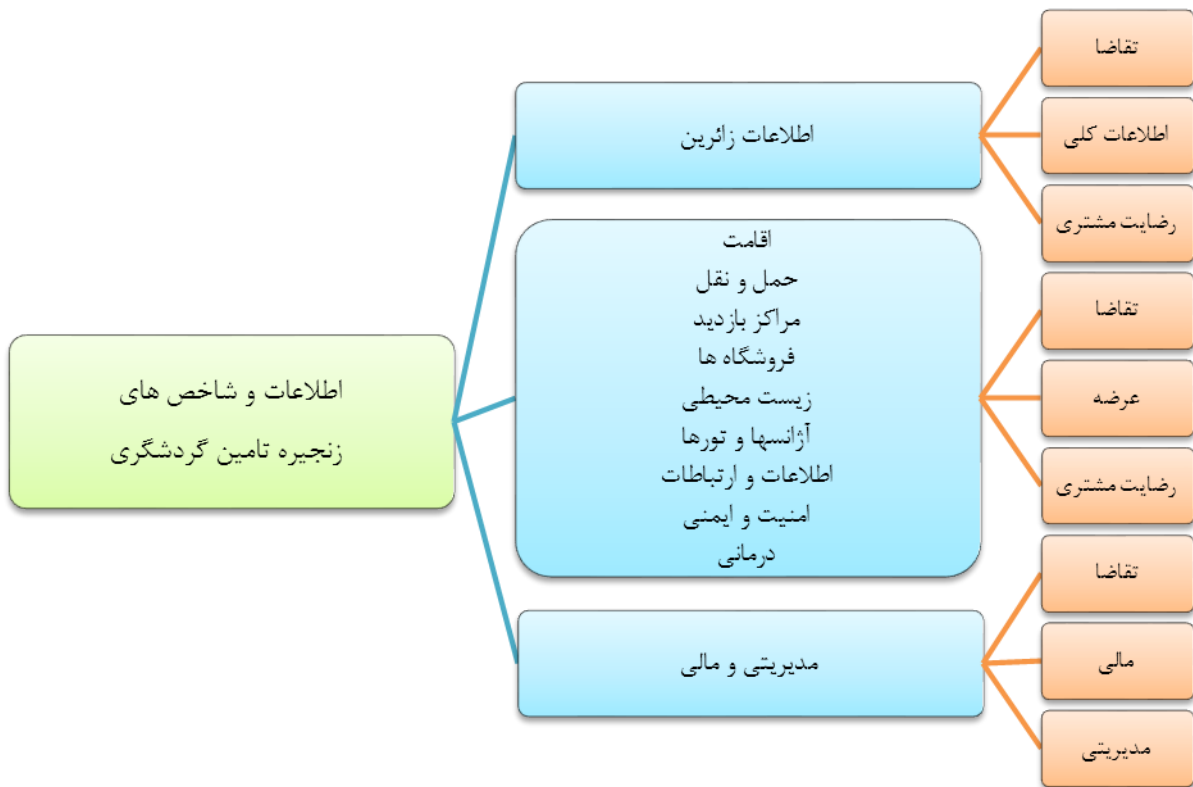 اطلاعات و شاخص های
زنجیره تامین گردشگری
اطلاعات زائرین
تقاضا
اطلاعات کلی
رضایت مشتری
اقامت
حمل و نقل
مراکز بازدید
فروشگاه ها
زیست محیطی
آژانسها و تورها
اطلاعات و ارتباطات
امنیت و ایمنی
درمانی
تقاضا
عرضه
رضایت مشتری
مدیریتی و مالی
تقاضا
مالی
مدیریتی